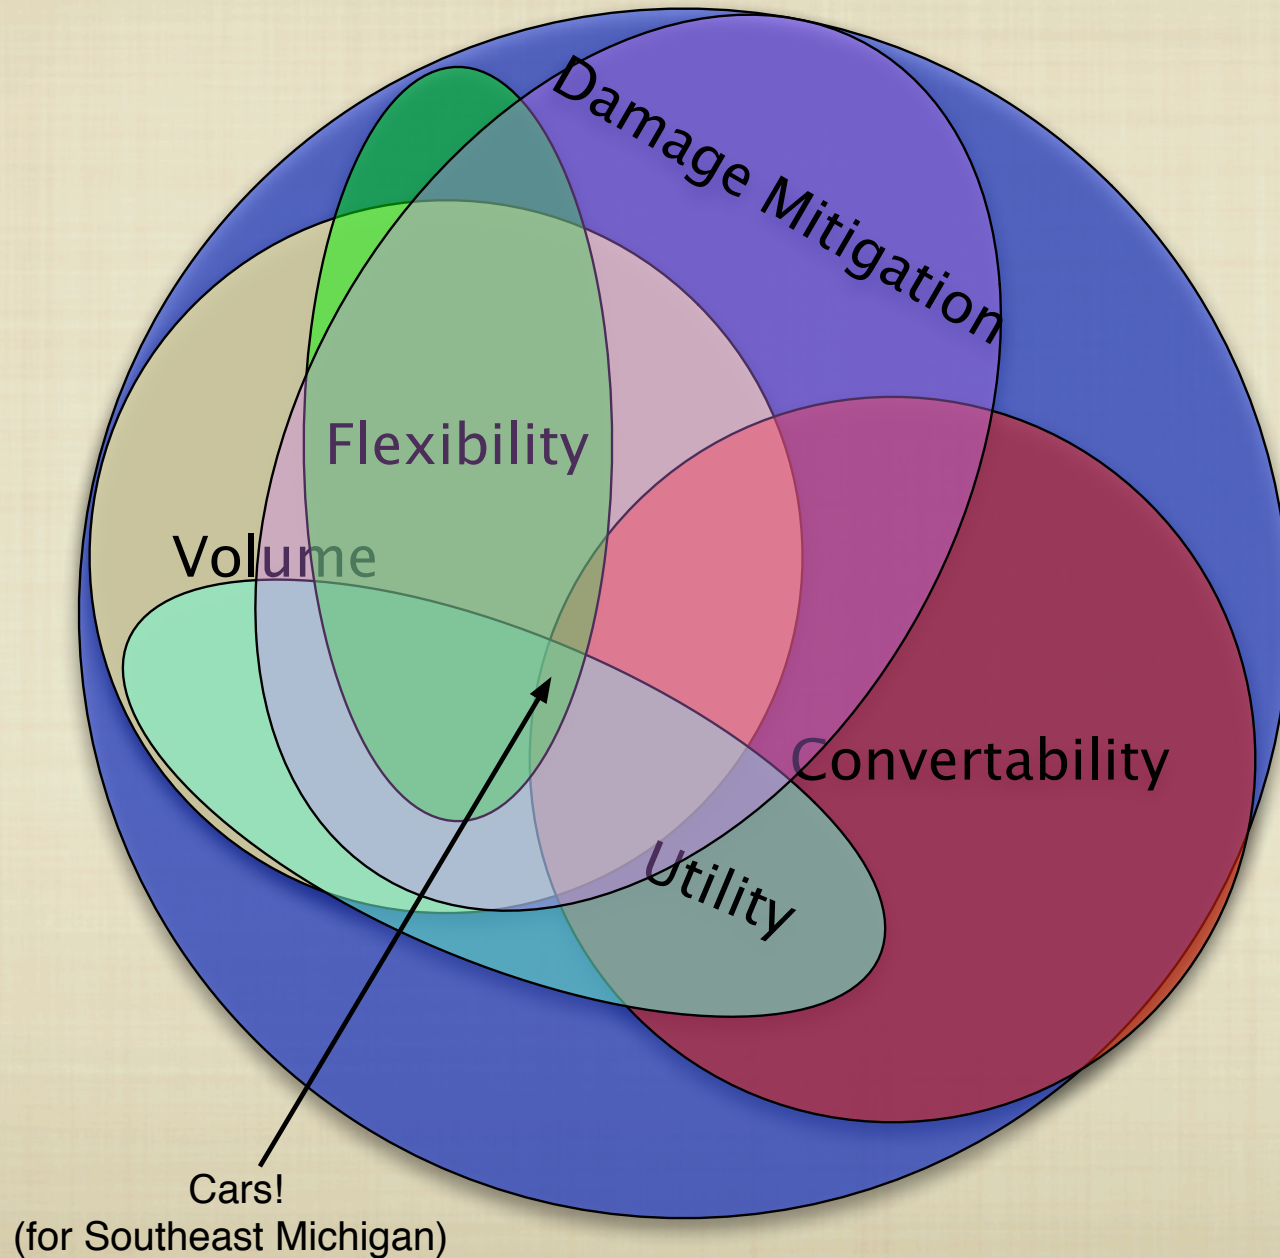 Damage Mitigation
Flexibility
Volume
Convertability
Utility
Cars!
(for Southeast Michigan)